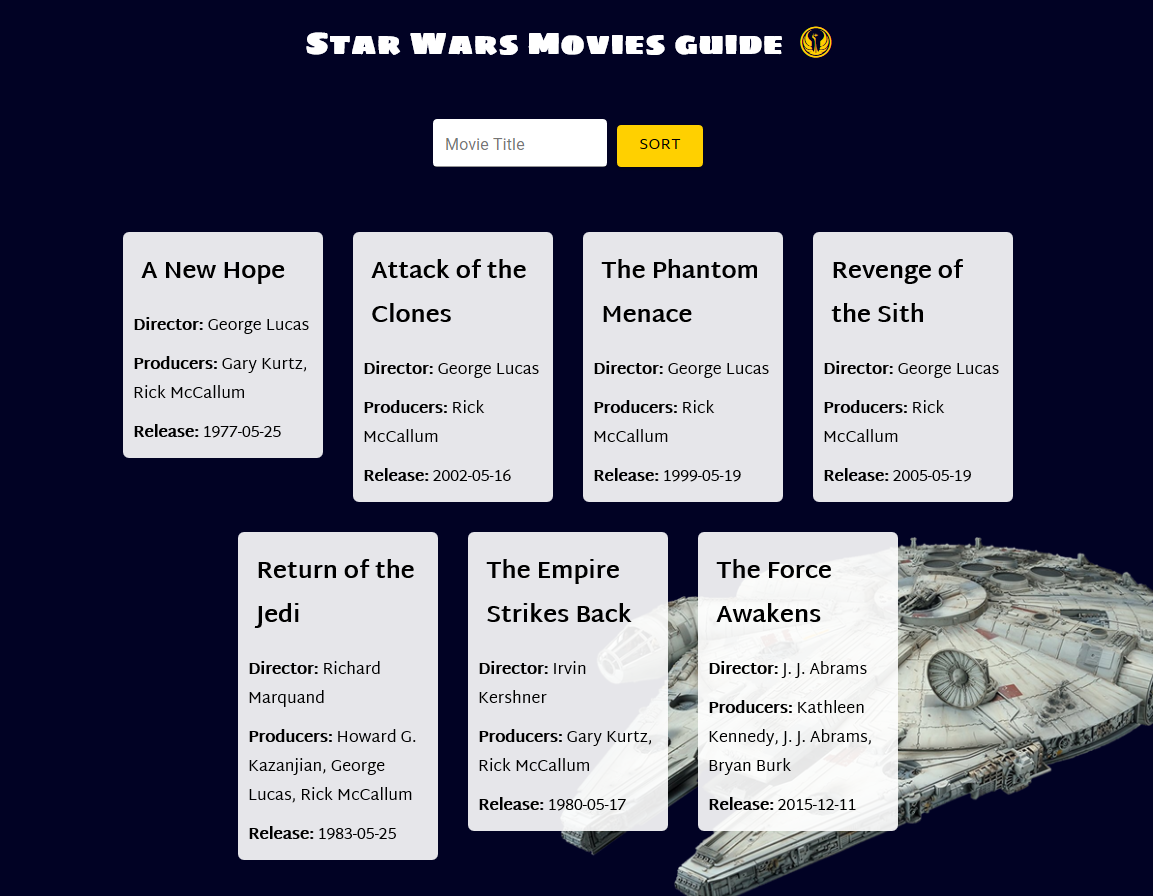 Star Wars Movies guide
Movie Title
SORT
A New Hope
Director: George Lucas
Producers: Gary Kurtz,
Rick McCallum
Release: 1977-05-25
Attack of the
Clones
Director: George Lucas
Producers: Rick
McCallum
Release: 2002-05-16
The Phantom
Menace
Director: George Lucas
Producers: Rick
McCallum
Release: 1999-05-19
Revenge of
the Sith
Director: George Lucas
Producers: Rick
McCallum
Release: 2005-05-19
Return of the
Jedi
Director: Richard
Marquand
Producers: Howard G.
Kazanjian, George
Lucas, Rick McCallum
Release: 1983-05-25
The Empire
Strikes Back
Director: Irvin
Kershner
Producers: Gary Kurtz,
Rick McCallum
Release: 1980-05-17
The Force
Awakens
Director: J. J. Abrams
Producers: Kathleen
Kennedy, J. J. Abrams,
Bryan Burk
Release: 2015-12-11